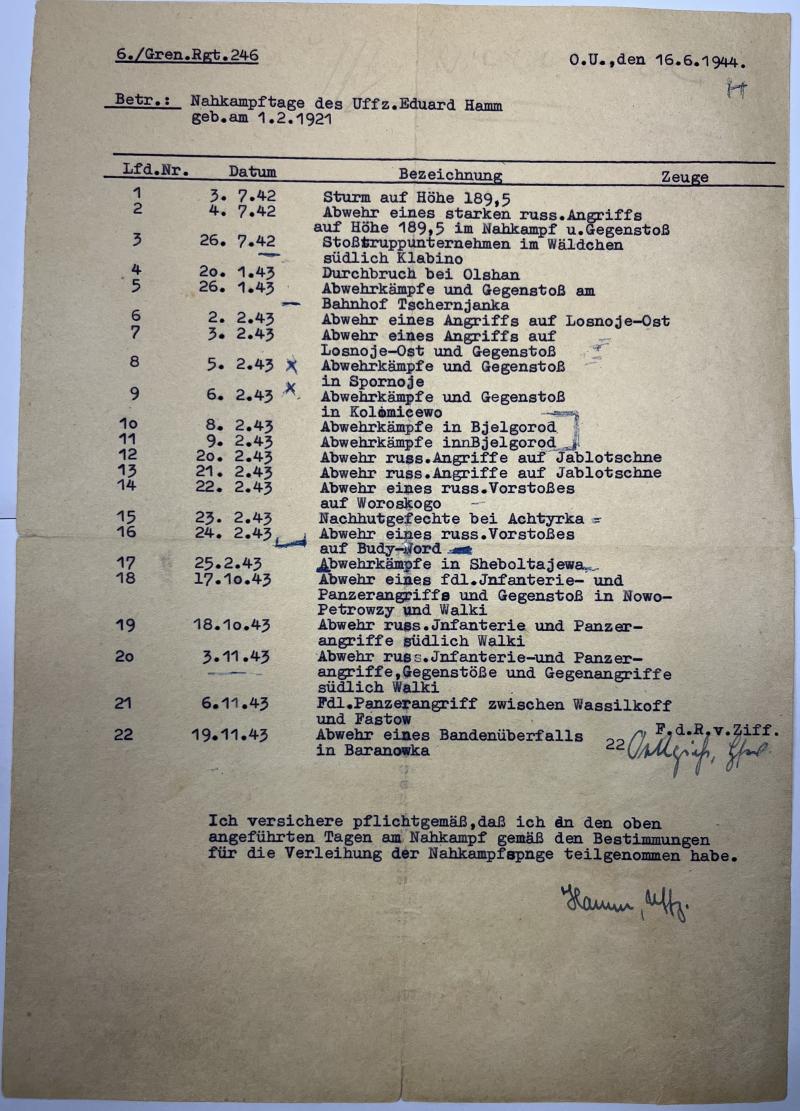 6./Gren.Rgt.246
O.U.,den 16.6.1944.
Betr.: Nahkampftage des Uffz.Eduard Hamm
geb.am 1.2.1921
Lfd.Nr. Datum Bezeichnung Zeuge
1 3. 7.42 Sturm auf Höhe 189,5
2 4. 7.42 Abwehr eines starken russ.Angriffs
auf Höhe 189,5 im Nahkampf u.Gegenstoß
3 26. 7.42 Stoßtruppunternehmen im Wäldchen
südlich Klabino
4 2o. 1.43 Durchbruch bei Olshan
5 26. 1.43 Abwehrkämpfe und Gegenstoß am
Bahnhof Tschernjanka
6 2. 2.43 Abwehr eines Angriffs auf Losnoje-Ost
7 3. 2.43 Abwehr eines Angriffs auf
Losnoje-Ost und Gegenstoß
8 5. 2.43 x Abwehrkämpfe und Gegenstoß
in Spornoje
9 6. 2.43 x Abwehrkämpfe und Gegenstoß
in Kolomicewo
1o 8. 2.43 Abwehrkämpfe in Bjelgorod
11 9. 2.43 Abwehrkämpfe innBjelgorod
12 2o. 2.43 Abwehr russ.Angriffe auf Jablotschne
13 21. 2.43 Abwehr russ.Angriffe auf Jablotschne
14 22. 2.43 Abwehr eines russ.Vorstoßes
auf Woroskogo
15 23. 2.43 Nachhutgefechte bei Achtyrka
16 24. 2.43 Abwehr eines russ.Vorstoßes
auf Budy-Nord
17 25.2.43 Abwehrkämpfe in Sheboltajewa
18 17.1o.43 Abwehr eines fdl.Jnfanterie- und
Panzerangriffs und Gegenstoß in Nowo-
Petrowzy und Walki
19 18.1o.43 Abwehr russ.Jnfanterie und Panzer-
angriffe südlich Walki
2o 3.11.43 Abwehr russ.Jnfanterie-und Panzer-
angriffe,Gegenstöße und Gegenangriffe
südlich Walki
21 6.11.43 Fdl.Panzerangriff zwischen Wassilkoff
und Fastow
22 19.11.43 Abwehr eines Bandenüberfalls
in Baranowka
F.d.R.v.Ziff.
22
Ich versichere pflichtgemäß,daß ich an den oben
angeführten Tagen am Nahkampf gemäß den Bestimmungen
für die Verleihung der Nahkampfspnge teilgenommen habe.
Hamm, Uffz.